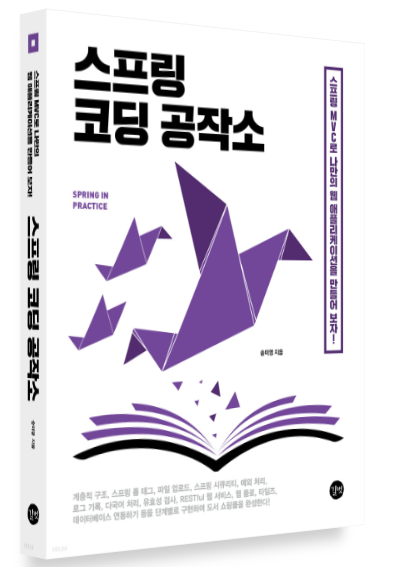 스프링
코딩 공작소
SPRING IN
PRACTICE
스프링 MVC로 나만의 웹 애플리케이션을 만들어 보자!
송미영 지음
계층적 구조, 스프링 폼 태그, 파일 업로드, 스프링 시큐리티, 예외 처리,
로그 기록, 다국어 처리, 유효성 검사, RESTful 웹 서비스, 웹 플로, 타일즈,
데이터베이스 연동하기 등을 단계별로 구현하며 도서 쇼핑몰을 완성한다!
길벗
스프링 MVC로 나만의
웹 애플리케이션을 만들어 보자!
스프링 코딩 공작소
송미영 지음
길벗